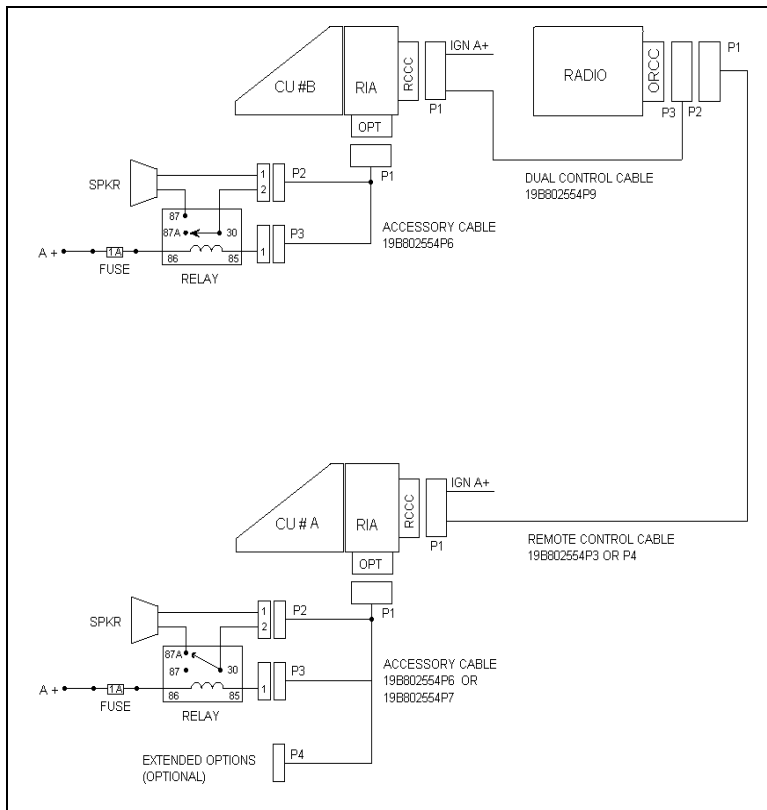 CU #B
RIA
RCCC
P1
IGN A+
OPT
P1
RADIO
ORCC
P3
P2
P1
DUAL CONTROL CABLE
19B802554P9
SPKR
1
2
P2
87
87A
30
86
85
RELAY
A +
1A
FUSE
1
P3
ACCESSORY CABLE
19B802554P6
CU # A
RIA
RCCC
P1
IGN A+
OPT
P1
REMOTE CONTROL CABLE
19B802554P3 OR P4
SPKR
1
2
P2
87A
87
30
86
85
RELAY
A +
1A
FUSE
1
P3
ACCESSORY CABLE
19B802554P6 OR
19B802554P7
EXTENDED OPTIONS
(OPTIONAL)
P4